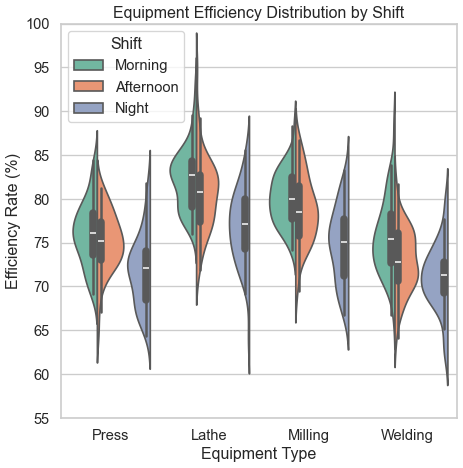 Equipment Efficiency Distribution by Shift
Shift
Morning
Afternoon
Night
Efficiency Rate (%)
100
95
90
85
80
75
70
65
60
55
Press
Lathe
Milling
Welding
Equipment Type